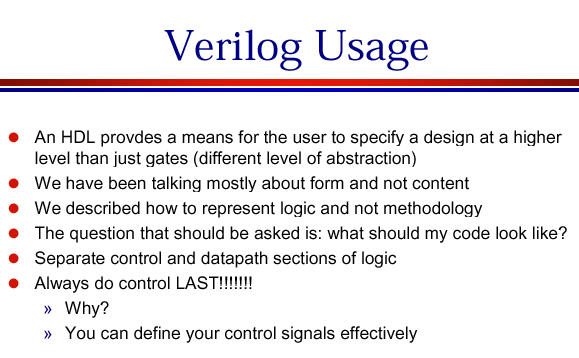 Verilog Usage
An HDL provdes a means for the user to specify a design at a higher
level than just gates (different level of abstraction)
We have been talking mostly about form and not content
We described how to represent logic and not methodology
The question that should be asked is: what should my code look like?
Separate control and datapath sections of logic
Always do control LAST!!!!!!!
» Why?
» You can define your control signals effectively